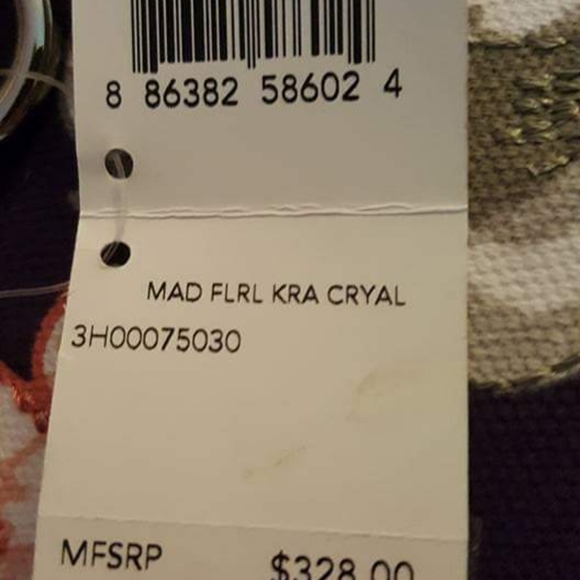 8 86382 58602 4
MAD FLRL KRA CRYAL
3H00075030
MFSRP $328.00